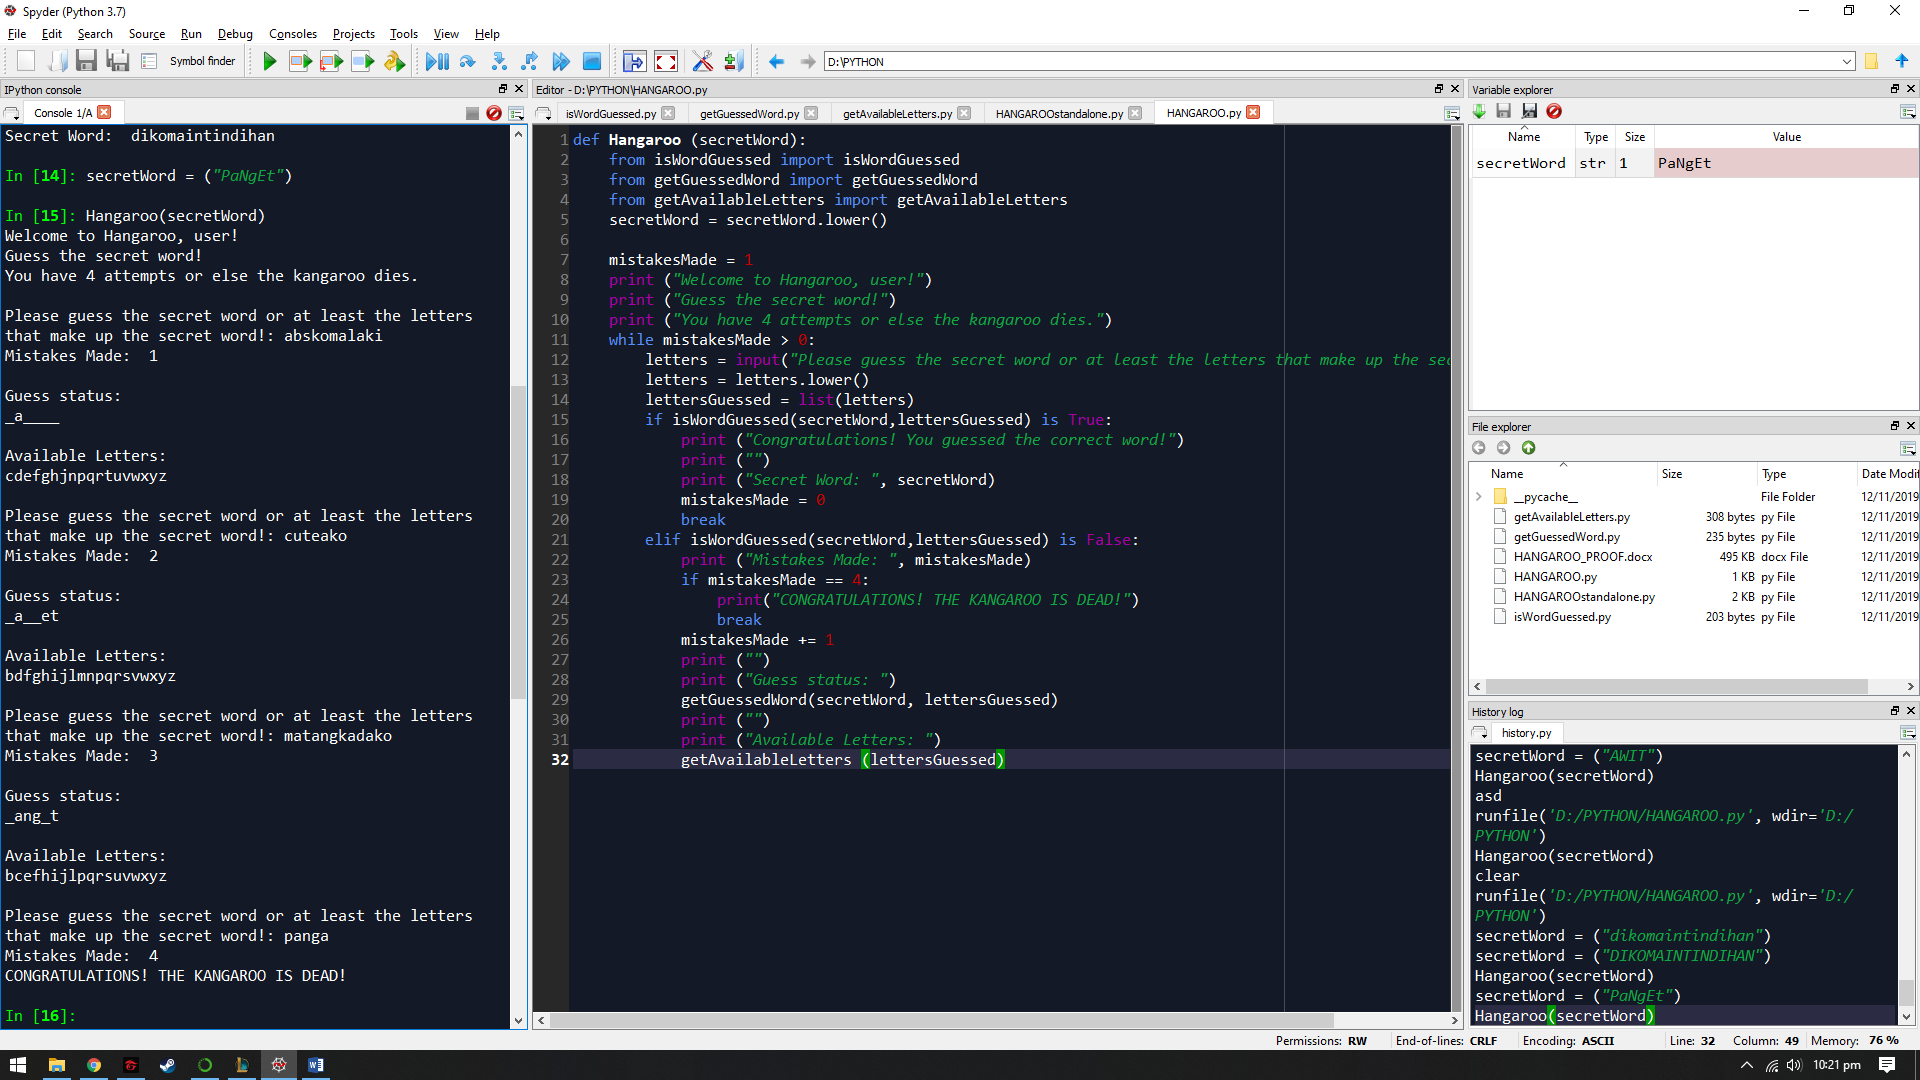 Spyder (Python 3.7)
File Edit Search Source Run Debug Consoles Projects Tools View Help
Symbol finder
D:\PYTHON
IPython console
Console 1/A
Secret Word:  dikomaintindihan
In [14]: secretWord = ("PaNgEt")
In [15]: Hangaroo(secretWord)
Welcome to Hangaroo, user!
Guess the secret word!
You have 4 attempts or else the kangaroo dies.
Please guess the secret word or at least the letters
that make up the secret word!: abskomalaki
Mistakes Made:  1
Guess status:
_a____
Available Letters:
cdefghjnpqrtuvwxyz
Please guess the secret word or at least the letters
that make up the secret word!: cuteako
Mistakes Made:  2
Guess status:
_a__et
Available Letters:
bdfghijlmnpqrsvwxyz
Please guess the secret word or at least the letters
that make up the secret word!: matangkadako
Mistakes Made:  3
Guess status:
_ang_t
Available Letters:
bcefhijlpqrsuvwxyz
Please guess the secret word or at least the letters
that make up the secret word!: panga
Mistakes Made:  4
CONGRATULATIONS! THE KANGAROO IS DEAD!
In [16]:
Editor - D:\PYTHON\HANGAROO.py
isWordGuessed.py getGuessedWord.py getAvailableLetters.py HANGAROOstandalone.py HANGAROO.py
1 def Hangaroo (secretWord):
2     from isWordGuessed import isWordGuessed
3     from getGuessedWord import getGuessedWord
4     from getAvailableLetters import getAvailableLetters
5     secretWord = secretWord.lower()
6
7     mistakesMade = 1
8     print ("Welcome to Hangaroo, user!")
9     print ("Guess the secret word!")
10     print ("You have 4 attempts or else the kangaroo dies.")
11     while mistakesMade > 0:
12         letters = input("Please guess the secret word or at least the letters that make up the sec
13         letters = letters.lower()
14         lettersGuessed = list(letters)
15         if isWordGuessed(secretWord,lettersGuessed) is True:
16             print ("Congratulations! You guessed the correct word!")
17             print ("")
18             print ("Secret Word: ", secretWord)
19             mistakesMade = 0
20             break
21         elif isWordGuessed(secretWord,lettersGuessed) is False:
22             print ("Mistakes Made: ", mistakesMade)
23             if mistakesMade == 4:
24                 print("CONGRATULATIONS! THE KANGAROO IS DEAD!")
25                 break
26             mistakesMade += 1
27             print ("")
28             print ("Guess status: ")
29             getGuessedWord(secretWord, lettersGuessed)
30             print ("")
31             print ("Available Letters: ")
32             getAvailableLetters (lettersGuessed)
Variable explorer
Name Type Size Value
secretWord str 1 PaNgEt
File explorer
Name Size Type Date Modif
__pycache__ File Folder 12/11/2019
getAvailableLetters.py 308 bytes py File 12/11/2019
getGuessedWord.py 235 bytes py File 12/11/2019
HANGAROO_PROOF.docx 495 KB docx File 12/11/2019
HANGAROO.py 1 KB py File 12/11/2019
HANGAROOstandalone.py 2 KB py File 12/11/2019
isWordGuessed.py 203 bytes py File 12/11/2019
History log
history.py
secretWord = ("AWIT")
Hangaroo(secretWord)
asd
runfile('D:/PYTHON/HANGAROO.py', wdir='D:/
PYTHON')
Hangaroo(secretWord)
clear
runfile('D:/PYTHON/HANGAROO.py', wdir='D:/
PYTHON')
secretWord = ("dikomaintindihan")
secretWord = ("DIKOMAINTINDIHAN")
Hangaroo(secretWord)
secretWord = ("PaNgEt")
Hangaroo(secretWord)
Permissions: RW End-of-lines: CRLF Encoding: ASCII Line: 32 Column: 49 Memory: 76 %
10:21 pm